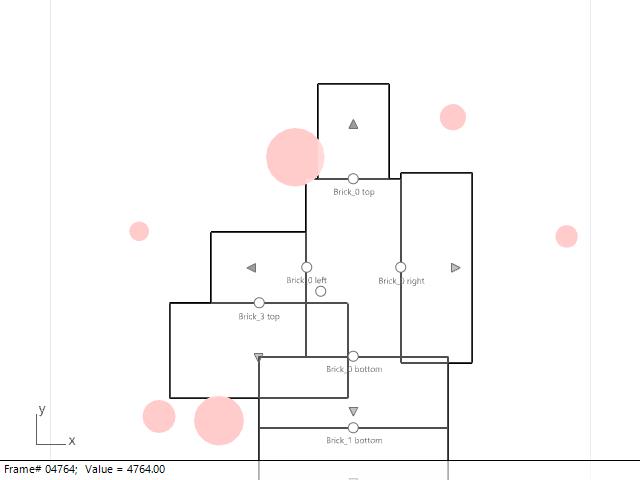 Brick_0 top
Brick_0 left
Brick_0 right
Brick_3 top
Brick_0 bottom
y
Brick_1 bottom
x
Frame# 04764; Value = 4764.00